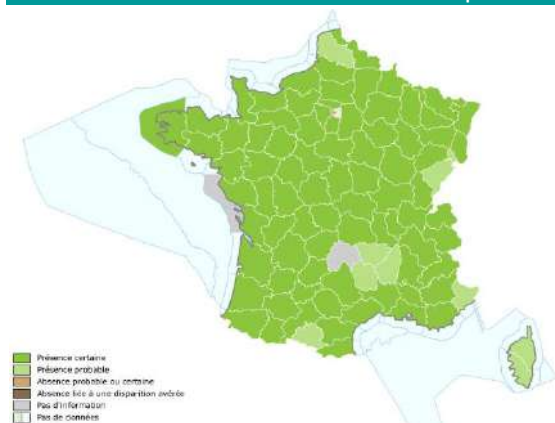 Présence certaine
Présence probable
Absence probable ou certaine
Absence liée à une disparition avérée
Pas d'information
Pas de données